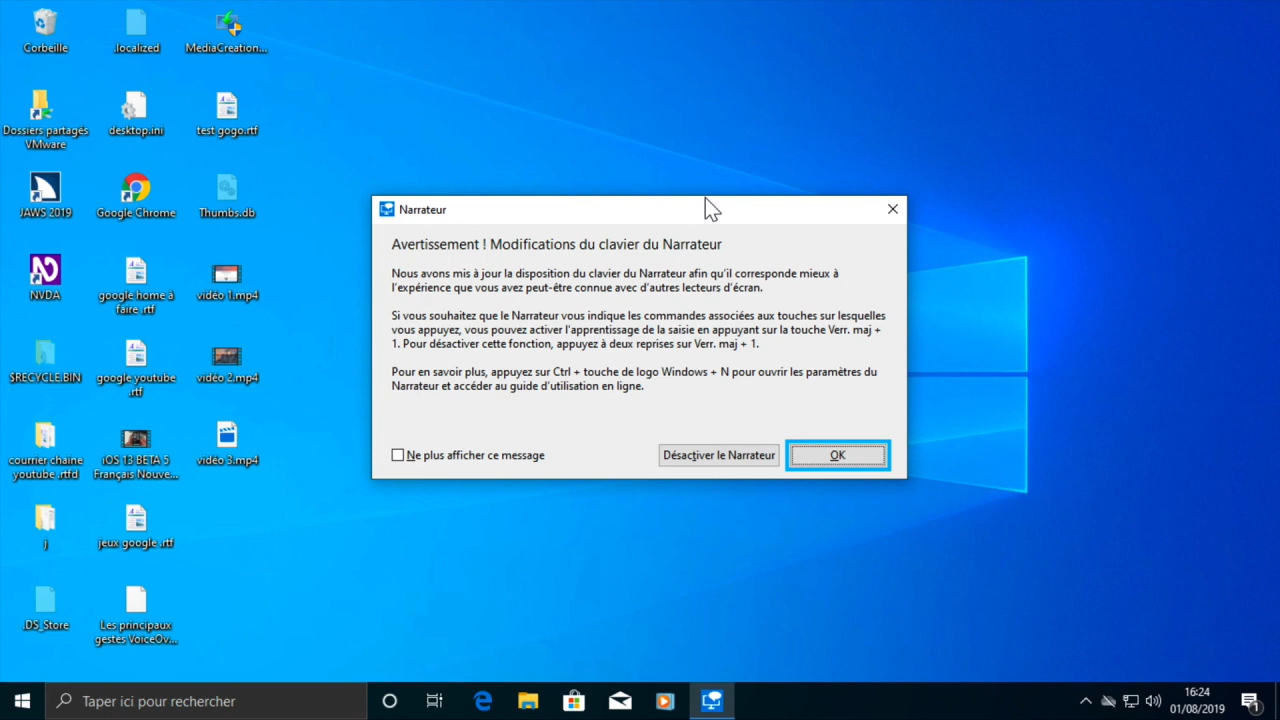 Corbeille
.localized
MediaCreation...
Dossiers partagés
VMware
desktop.ini
test gogo.rtf
JAWS 2019
Google Chrome
Thumbs.db
NVDA
google home à
faire .rtf
vidéo 1.mp4
$RECYCLE.BIN
google youtube
.rtf
vidéo 2.mp4
courrier chaine
youtube .rtfd
iOS 13 BETA 5
Français Nouve...
vidéo 3.mp4
j
jeux google .rtf
.DS_Store
Les principaux
gestes VoiceOv...
Narrateur
Avertissement ! Modifications du clavier du Narrateur
Nous avons mis à jour la disposition du clavier du Narrateur afin qu'il corresponde mieux à
l'expérience que vous avez peut-être connue avec d'autres lecteurs d'écran.
Si vous souhaitez que le Narrateur vous indique les commandes associées aux touches sur lesquelles
vous appuyez, vous pouvez activer l'apprentissage de la saisie en appuyant sur la touche Verr. maj +
1. Pour désactiver cette fonction, appuyez à deux reprises sur Verr. maj + 1.
Pour en savoir plus, appuyez sur Ctrl + touche de logo Windows + N pour ouvrir les paramètres du
Narrateur et accéder au guide d'utilisation en ligne.
Ne plus afficher ce message
Désactiver le Narrateur
OK
Taper ici pour rechercher
16:24
01/08/2019
1